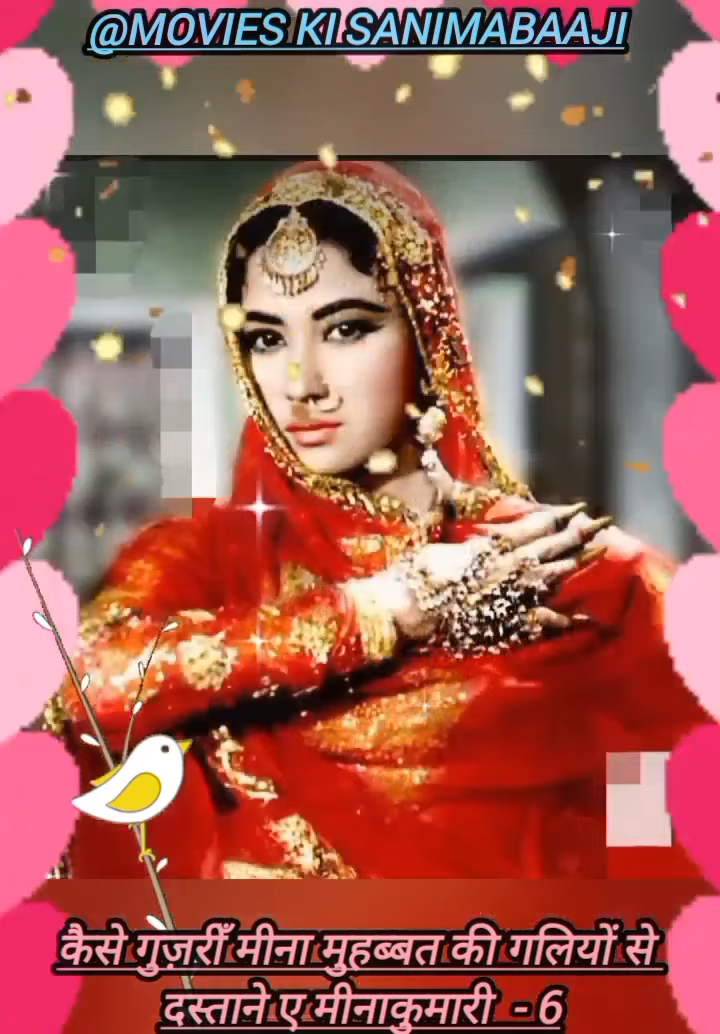 @MOVIES KI SANIMABAAJI
कैसे गुज़रीँ मीना मुहब्बत की गलियों से
दस्ताने ए मीनाकुमारी - 6